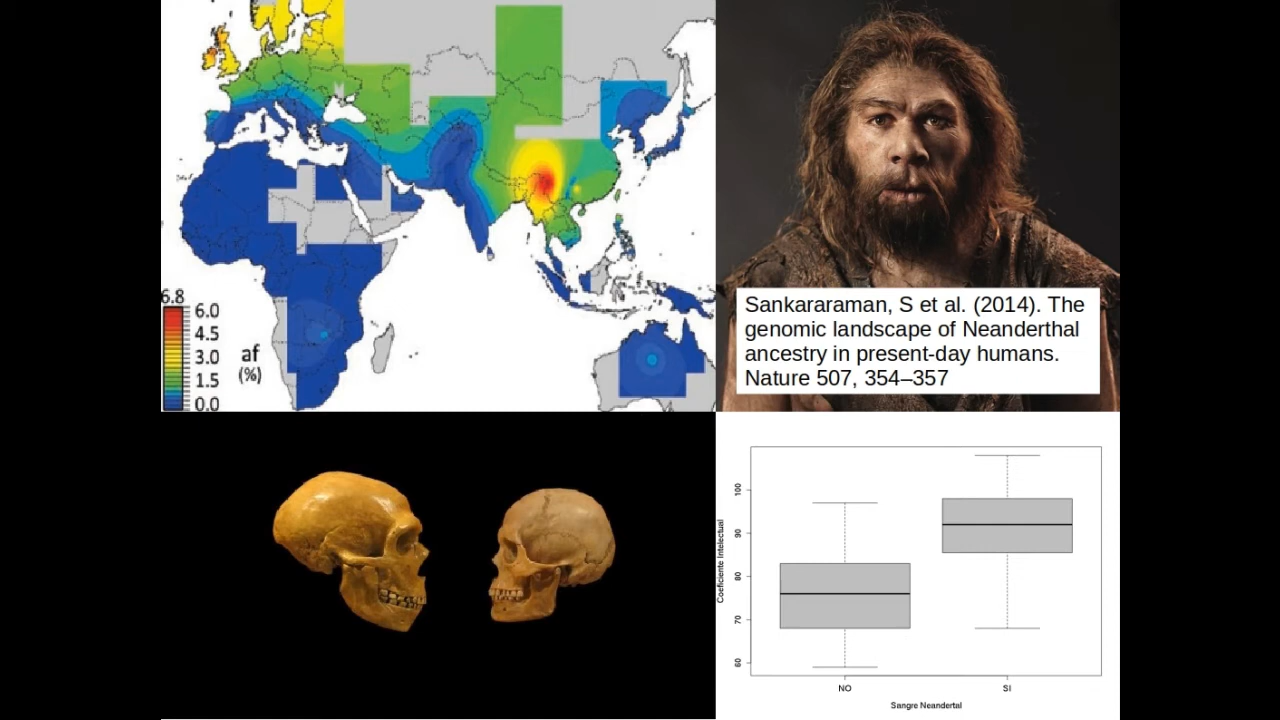 6.8
6.0
4.5
3.0
1.5
0.0
af
(%)
Sankararaman, S et al. (2014). The
genomic landscape of Neanderthal
ancestry in present-day humans.
Nature 507, 354–357
Coeficiente Intelectual
100
90
80
70
60
NO
SI
Sangre Neandertal